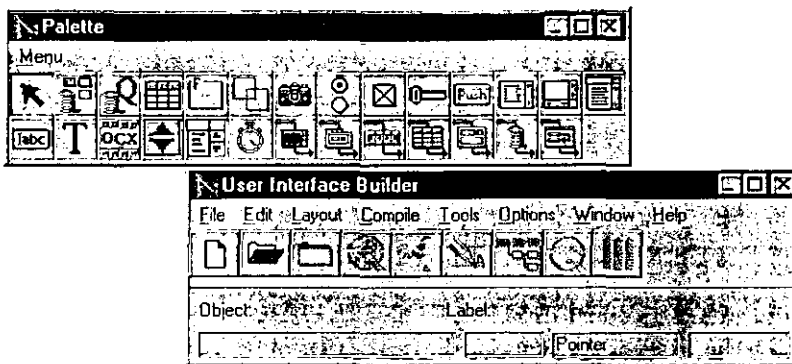 Palette
Menu
Push
abc T OCX
User Interface Builder
File Edit Layout Compile Tools Options Window Help
Object: Label:
Pointer